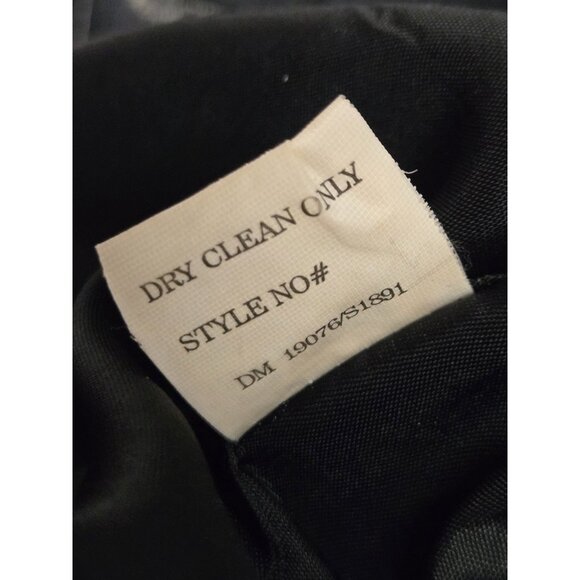 DRY CLEAN ONLY
STYLE NO#
DM 19076/S1891